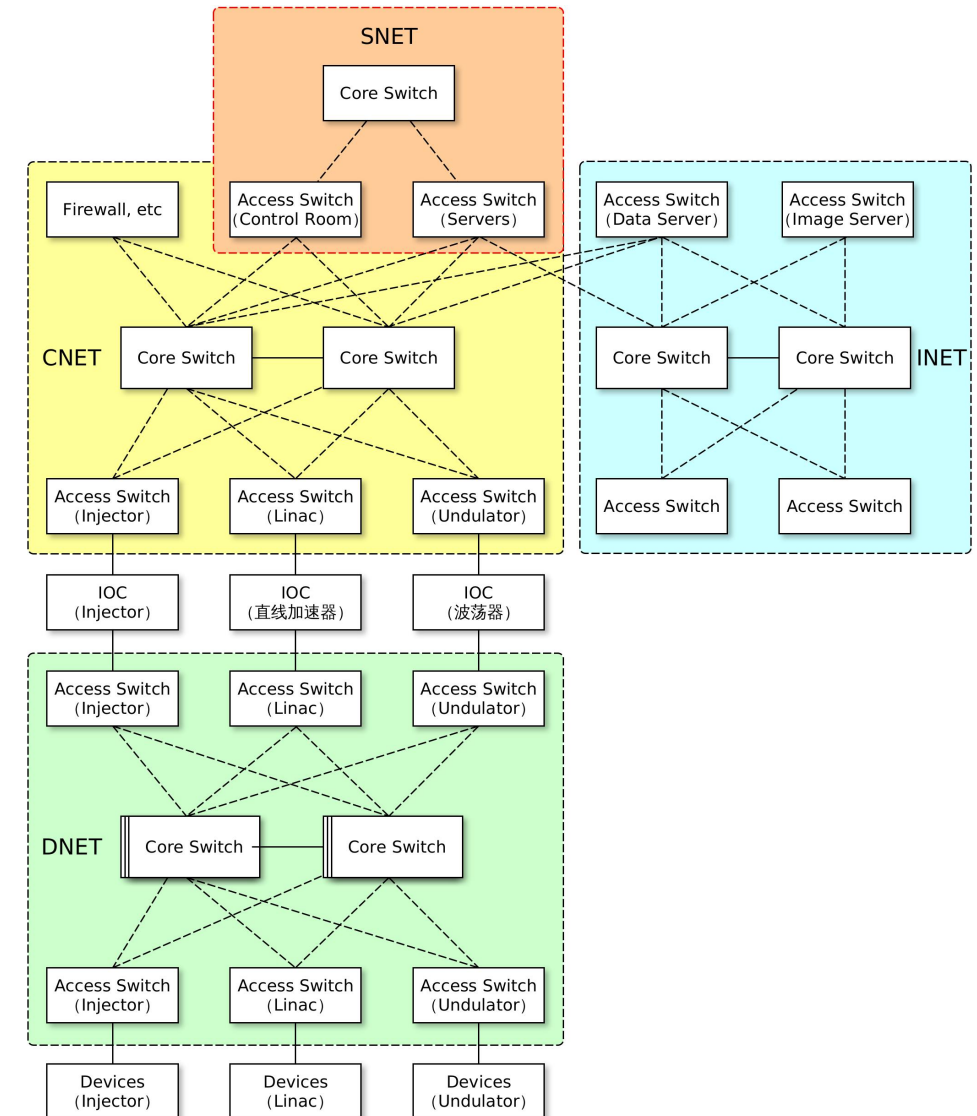 SNET
Core Switch
Firewall, etc
Access Switch
（Control Room）
Access Switch
（Servers）
Access Switch
（Data Server）
Access Switch
（Image Server）
CNET
Core Switch
Core Switch
Core Switch
Core Switch
INET
Access Switch
（Injector）
Access Switch
（Linac）
Access Switch
（Undulator）
Access Switch
Access Switch
IOC
（Injector）
IOC
（直线加速器）
IOC
（波荡器）
Access Switch
（Injector）
Access Switch
（Linac）
Access Switch
（Undulator）
DNET
Core Switch
Core Switch
Access Switch
（Injector）
Access Switch
（Linac）
Access Switch
（Undulator）
Devices
（Injector）
Devices
（Linac）
Devices
（Undulator）